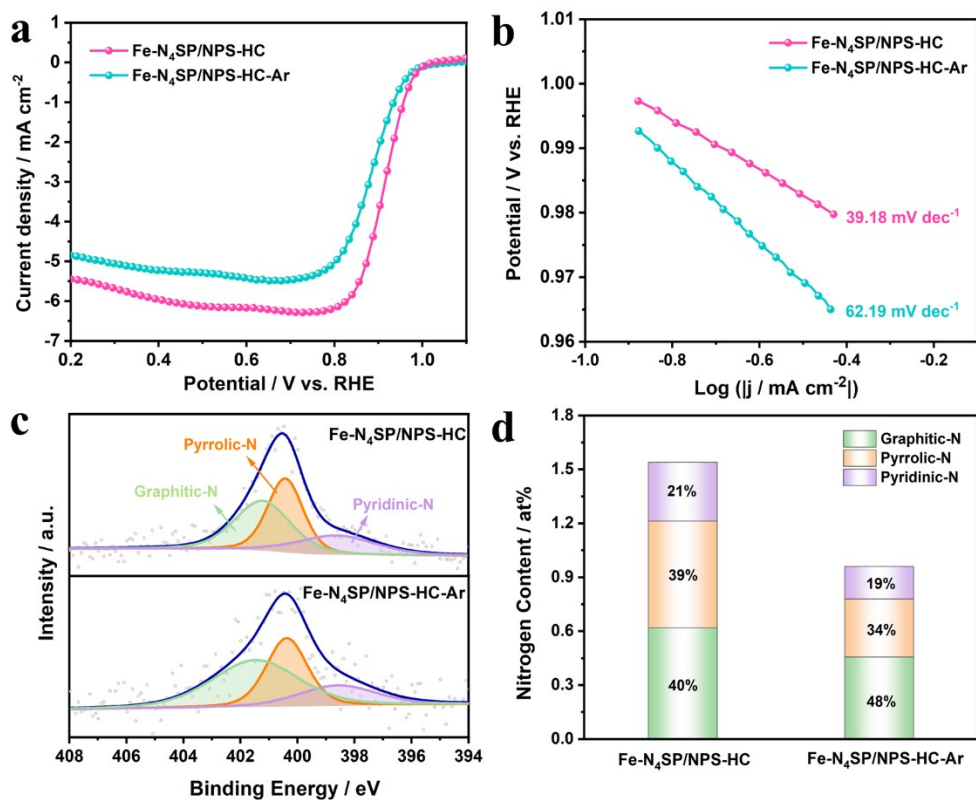 a
Fe-N₄SP/NPS-HC
Fe-N₄SP/NPS-HC-Ar
Current density / mA cm⁻²
1
0
-1
-2
-3
-4
-5
-6
-7
0.2 0.4 0.6 0.8 1.0
Potential / V vs. RHE
b
Fe-N₄SP/NPS-HC
Fe-N₄SP/NPS-HC-Ar
Potential / V vs. RHE
1.01
1.00
0.99
0.98
0.97
0.96
39.18 mV dec⁻¹
62.19 mV dec⁻¹
-1.0 -0.8 -0.6 -0.4 -0.2
Log (|j / mA cm⁻²|)
c
Fe-N₄SP/NPS-HC
Pyrrolic-N
Graphitic-N
Pyridinic-N
Fe-N₄SP/NPS-HC-Ar
Intensity / a.u.
408 406 404 402 400 398 396 394
Binding Energy / eV
d
Graphitic-N
Pyrrolic-N
Pyridinic-N
Nitrogen Content / at%
1.8
1.5
1.2
0.9
0.6
0.3
0.0
21%
39%
40%
19%
34%
48%
Fe-N₄SP/NPS-HC Fe-N₄SP/NPS-HC-Ar